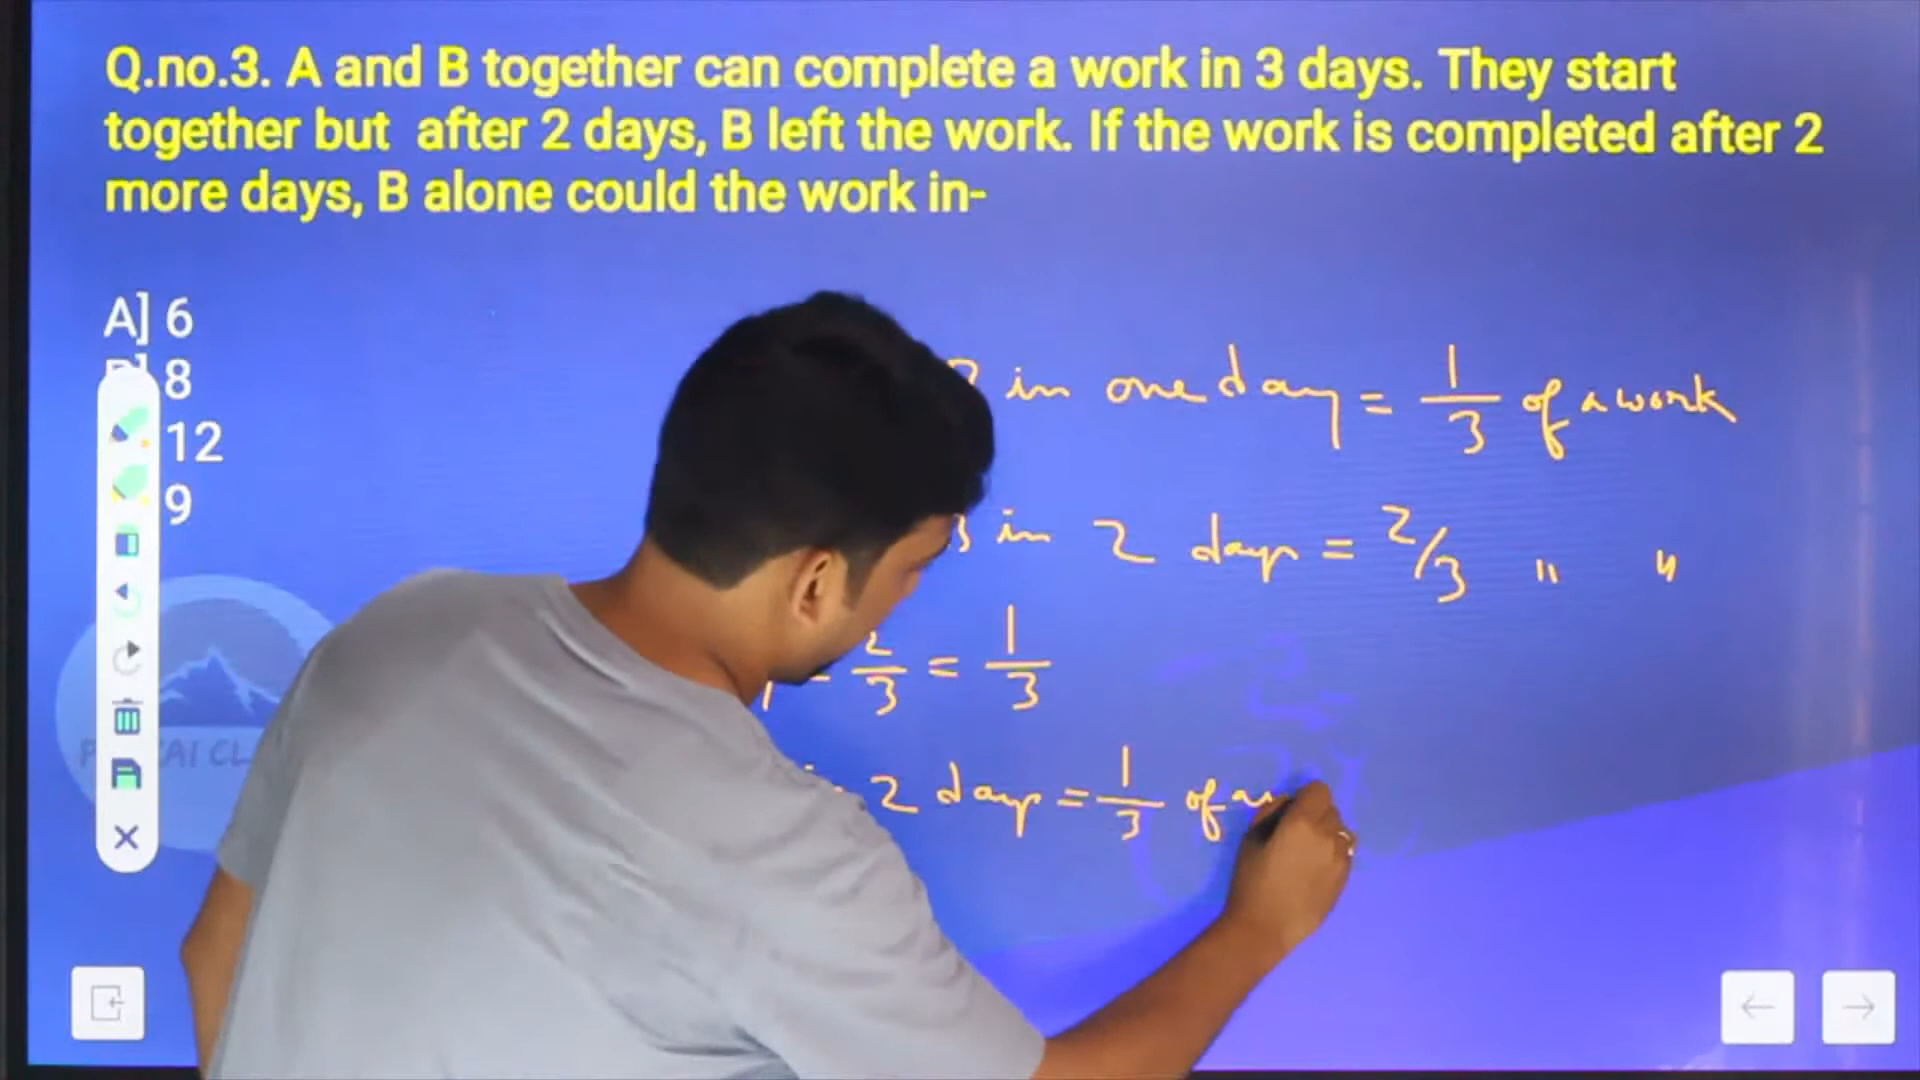 Q.no.3. A and B together can complete a work in 3 days. They start
together but after 2 days, B left the work. If the work is completed after 2
more days, B alone could the work in-
A] 6
8
12
9
in one day = 1/3 of a work
in 2 days = 2/3 " "
2/3 = 1/3
2 days = 1/3 of a